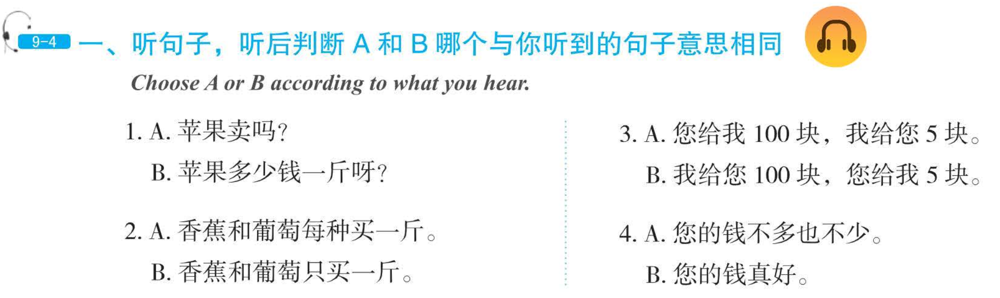 9-4 一、听句子，听后判断 A 和 B 哪个与你听到的句子意思相同
Choose A or B according to what you hear.
1. A. 苹果卖吗？
B. 苹果多少钱一斤呀？
2. A. 香蕉和葡萄每种买一斤。
B. 香蕉和葡萄只买一斤。
3. A. 您给我 100 块，我给您 5 块。
B. 我给您 100 块，您给我 5 块。
4. A. 您的钱不多也不少。
B. 您的钱真好。